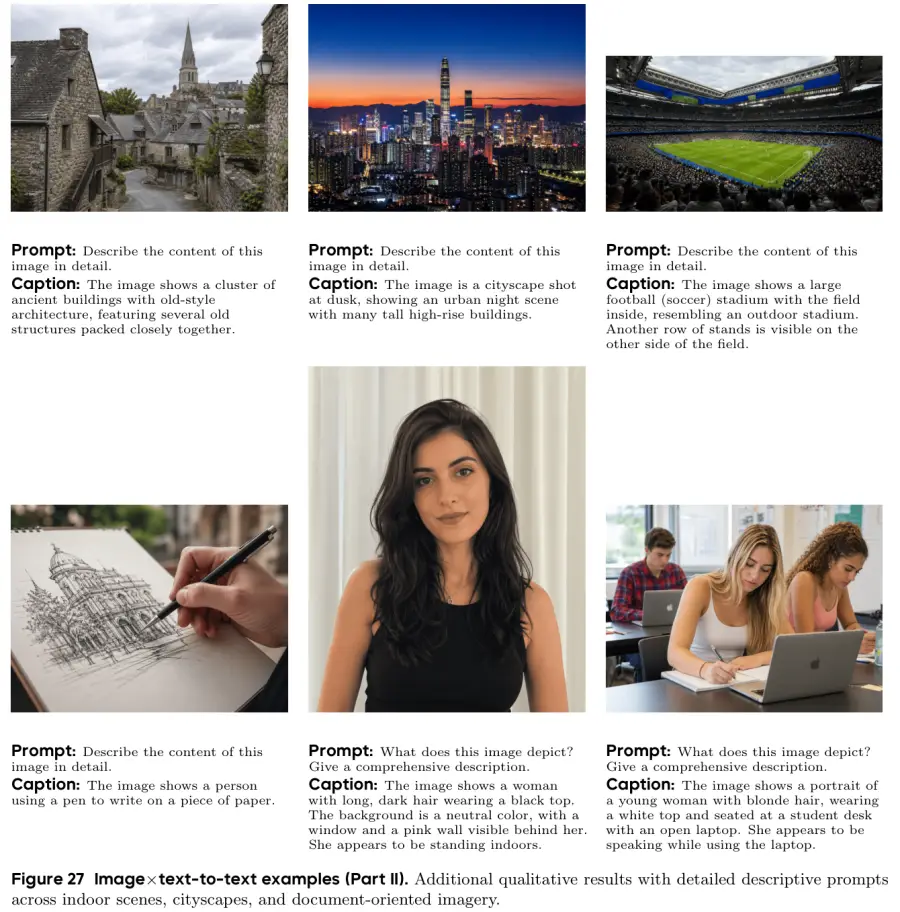 Prompt: Describe the content of this
image in detail.
Caption: The image shows a cluster of
ancient buildings with old-style
architecture, featuring several old
structures packed closely together.
Prompt: Describe the content of this
image in detail.
Caption: The image is a cityscape shot
at dusk, showing an urban night scene
with many tall high-rise buildings.
Prompt: Describe the content of this
image in detail.
Caption: The image shows a large
football (soccer) stadium with the field
inside, resembling an outdoor stadium.
Another row of stands is visible on the
other side of the field.
Prompt: Describe the content of this
image in detail.
Caption: The image shows a person
using a pen to write on a piece of paper.
Prompt: What does this image depict?
Give a comprehensive description.
Caption: The image shows a woman
with long, dark hair wearing a black top.
The background is a neutral color, with a
window and a pink wall visible behind her.
She appears to be standing indoors.
Prompt: What does this image depict?
Give a comprehensive description.
Caption: The image shows a portrait of
a young woman with blonde hair, wearing
a white top and seated at a student desk
with an open laptop. She appears to be
speaking while using the laptop.
Figure 27 Image×text-to-text examples (Part II). Additional qualitative results with detailed descriptive prompts
across indoor scenes, cityscapes, and document-oriented imagery.